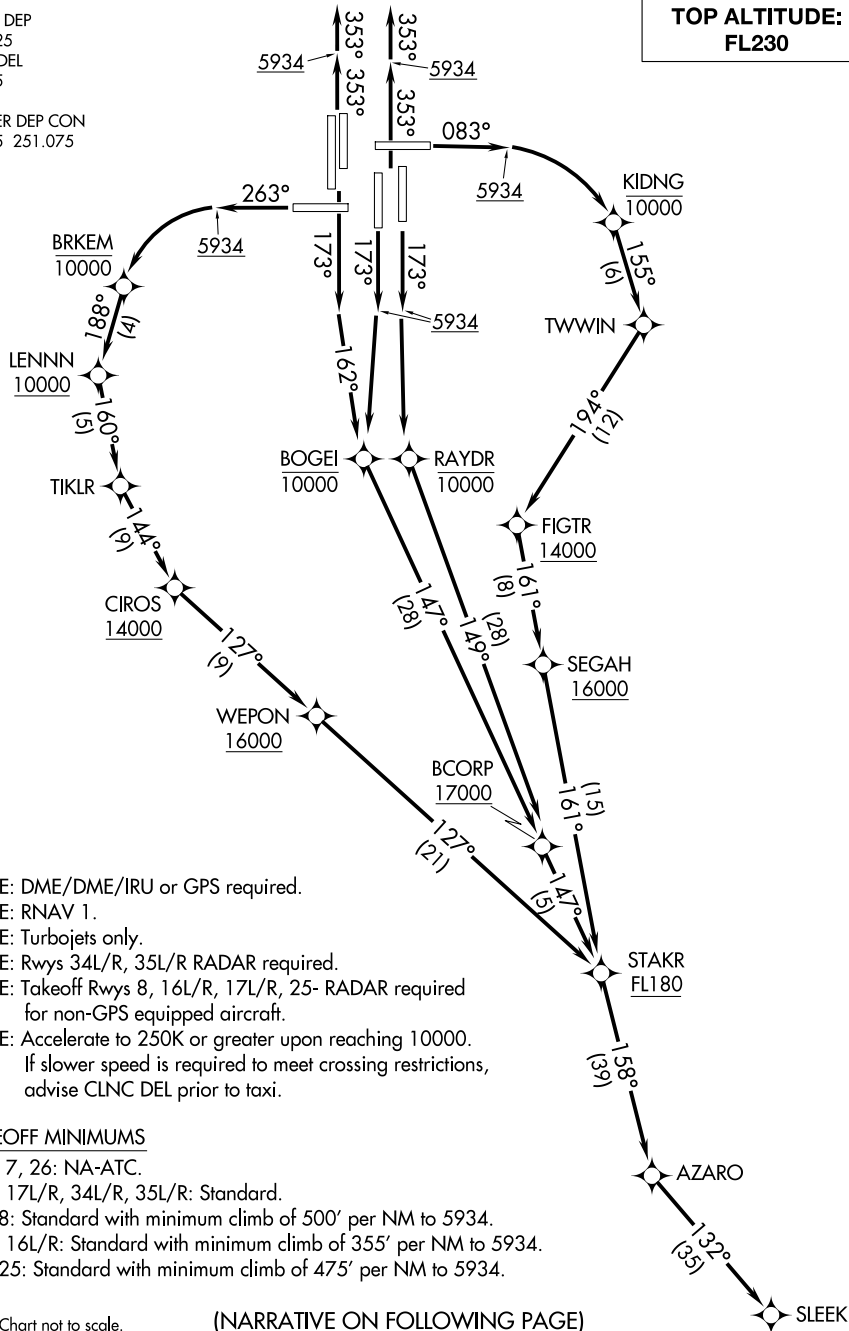 DEP
25
DEL
5
ER DEP CON
5 251.075
TOP ALTITUDE:
FL230
353°
353°
5934
353°
353°
5934
083°
5934
KIDNG
10000
155°
(6)
TWWIN
194°
(12)
FIGTR
14000
161°
(8)
SEGAH
16000
161°
(15)
263°
5934
BRKEM
10000
188°
(4)
LENNN
10000
160°
(5)
TIKLR
144°
(9)
CIROS
14000
127°
(9)
WEPON
16000
127°
(21)
173°
173°
173°
5934
162°
BOGEI
10000
RAYDR
10000
147°
(28)
149°
(28)
BCORP
17000
147°
(5)
STAKR
FL180
158°
(39)
AZARO
132°
(35)
SLEEK
E: DME/DME/IRU or GPS required.
E: RNAV 1.
E: Turbojets only.
E: Rwys 34L/R, 35L/R RADAR required.
E: Takeoff Rwys 8, 16L/R, 17L/R, 25- RADAR required
for non-GPS equipped aircraft.
E: Accelerate to 250K or greater upon reaching 10000.
If slower speed is required to meet crossing restrictions,
advise CLNC DEL prior to taxi.
EOFF MINIMUMS
7, 26: NA-ATC.
17L/R, 34L/R, 35L/R: Standard.
8: Standard with minimum climb of 500' per NM to 5934.
16L/R: Standard with minimum climb of 355' per NM to 5934.
25: Standard with minimum climb of 475' per NM to 5934.
Chart not to scale.
(NARRATIVE ON FOLLOWING PAGE)